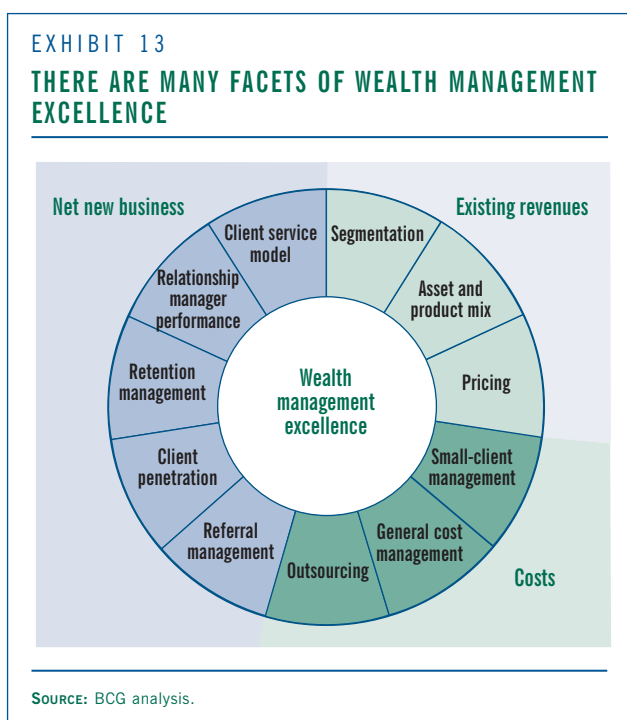 EXHIBIT 13
THERE ARE MANY FACETS OF WEALTH MANAGEMENT
EXCELLENCE
Net new business
Existing revenues
Client service
model
Segmentation
Relationship
manager
performance
Asset and
product mix
Retention
management
Wealth
management
excellence
Pricing
Client
penetration
Small-client
management
Referral
management
General cost
management
Outsourcing
Costs
SOURCE: BCG analysis.